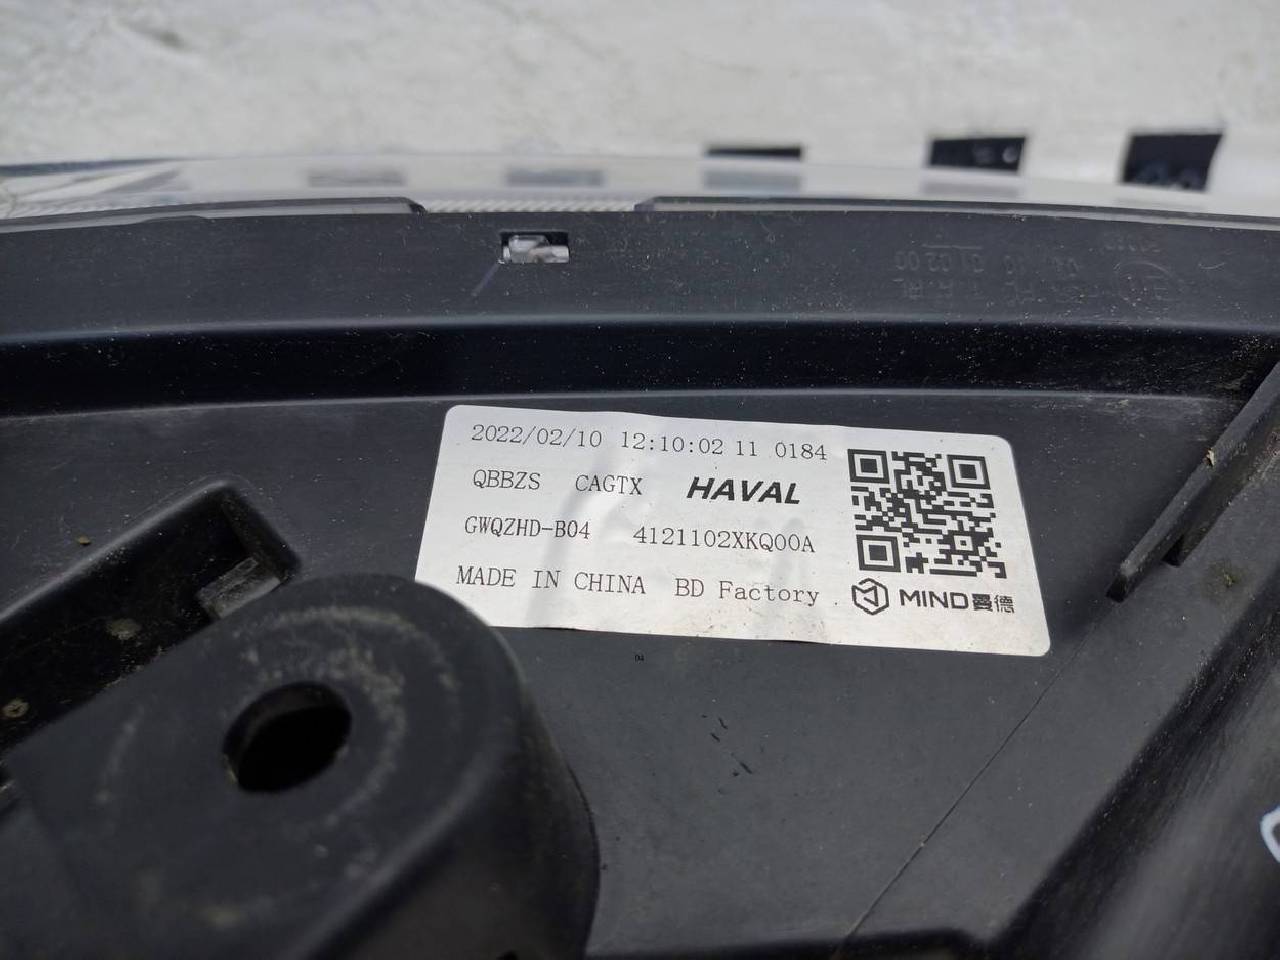 2022/02/10 12:10:02 11 0184
QBBZS CAGTX HAVAL
GWQZHD-B04 4121102XKQ00A
MADE IN CHINA BD Factory
MIND曼德